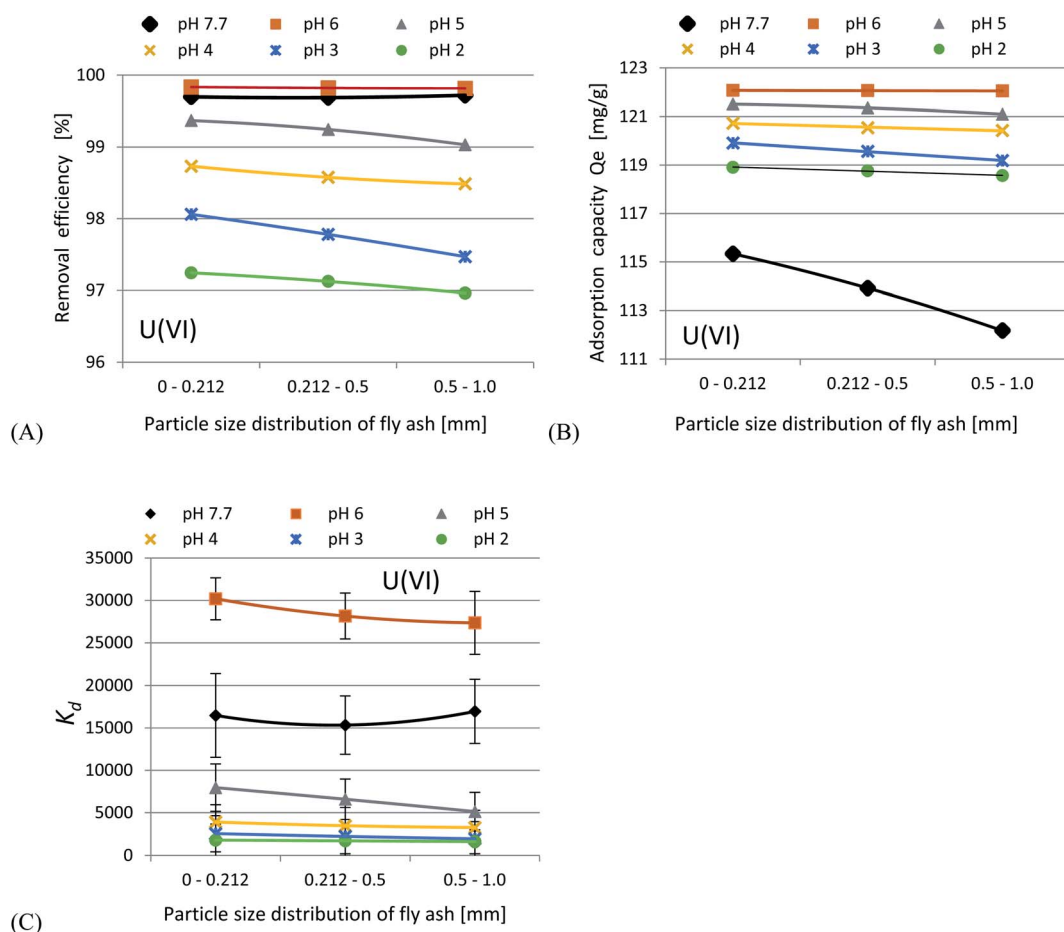 pH 7.7 pH 6 pH 5
pH 4 pH 3 pH 2
100
99
98
97
96
Removal efficiency [%]
U(VI)
0 - 0.212 0.212 - 0.5 0.5 - 1.0
Particle size distribution of fly ash [mm]
(A)
pH 7.7 pH 6 pH 5
pH 4 pH 3 pH 2
123
121
119
117
115
113
111
Adsorption capacity Qe [mg/g]
U(VI)
0 - 0.212 0.212 - 0.5 0.5 - 1.0
Particle size distribution of fly ash [mm]
(B)
pH 7.7 pH 6 pH 5
pH 4 pH 3 pH 2
35000
30000
25000
20000
15000
10000
5000
0
Kd
U(VI)
0 - 0.212 0.212 - 0.5 0.5 - 1.0
Particle size distribution of fly ash [mm]
(C)